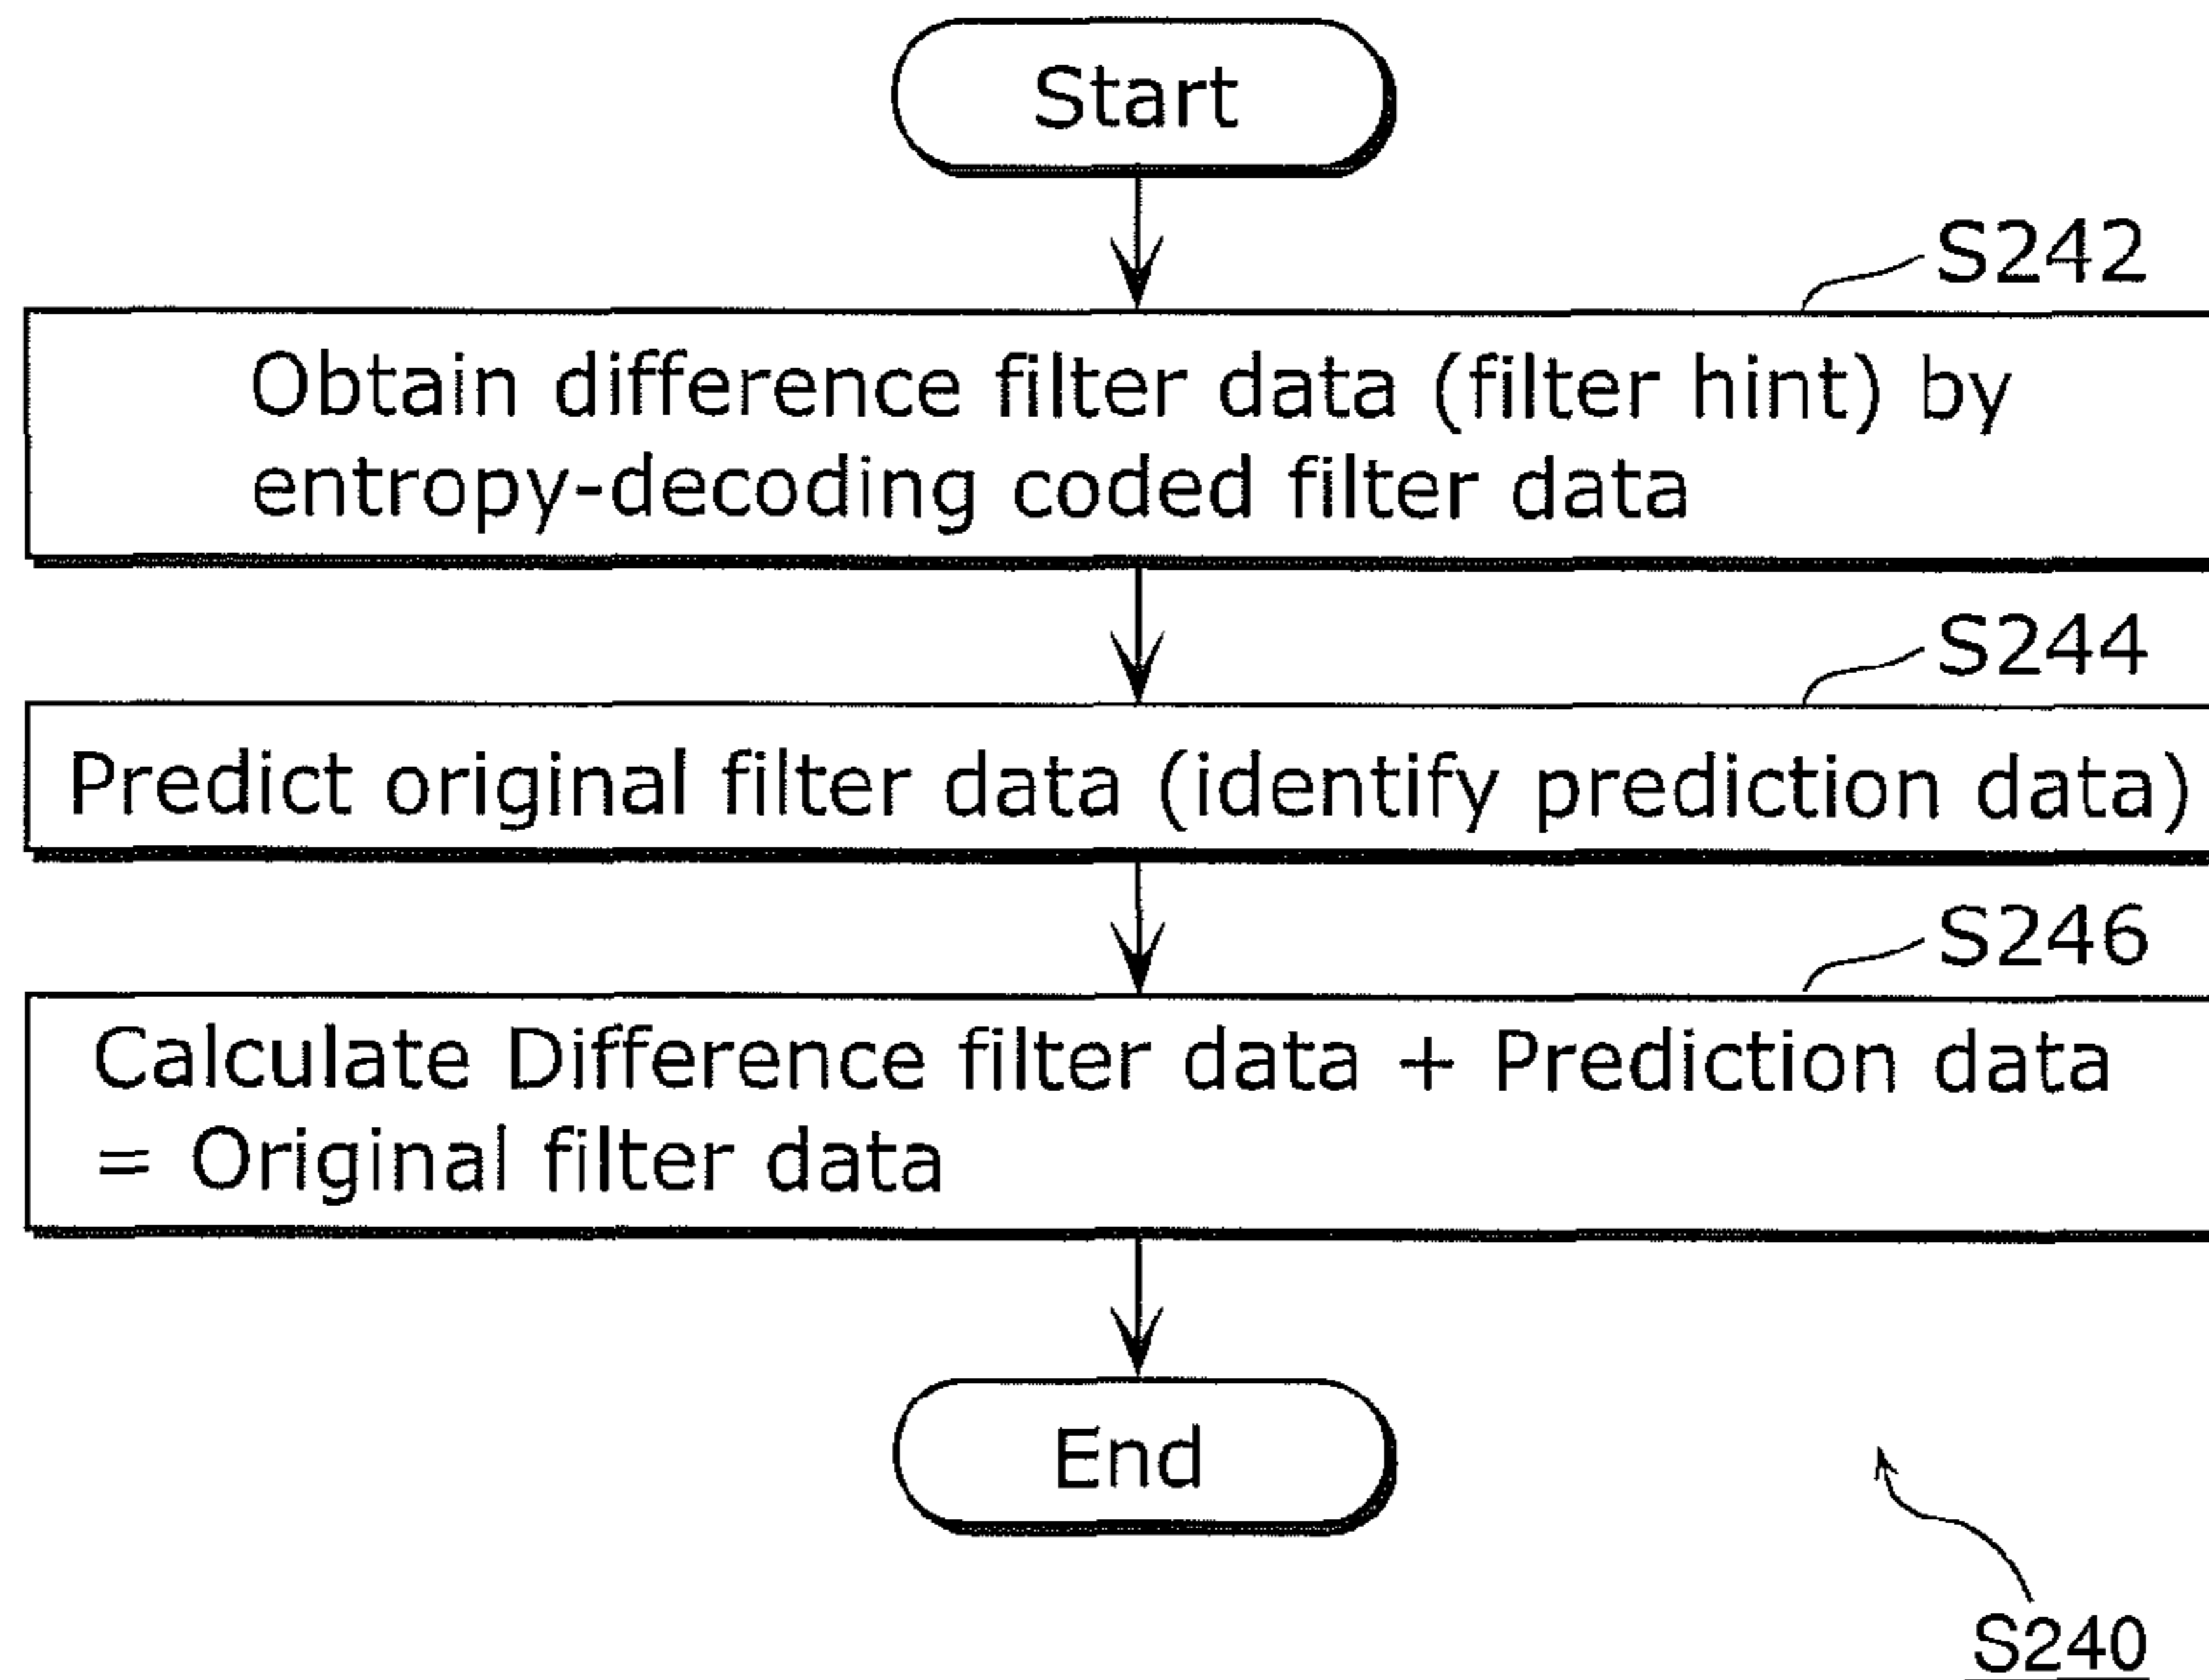 Start
S242
Obtain difference filter data (filter hint) by
entropy-decoding coded filter data
S244
Predict original filter data (identify prediction data)
S246
Calculate Difference filter data + Prediction data
= Original filter data
End
S240